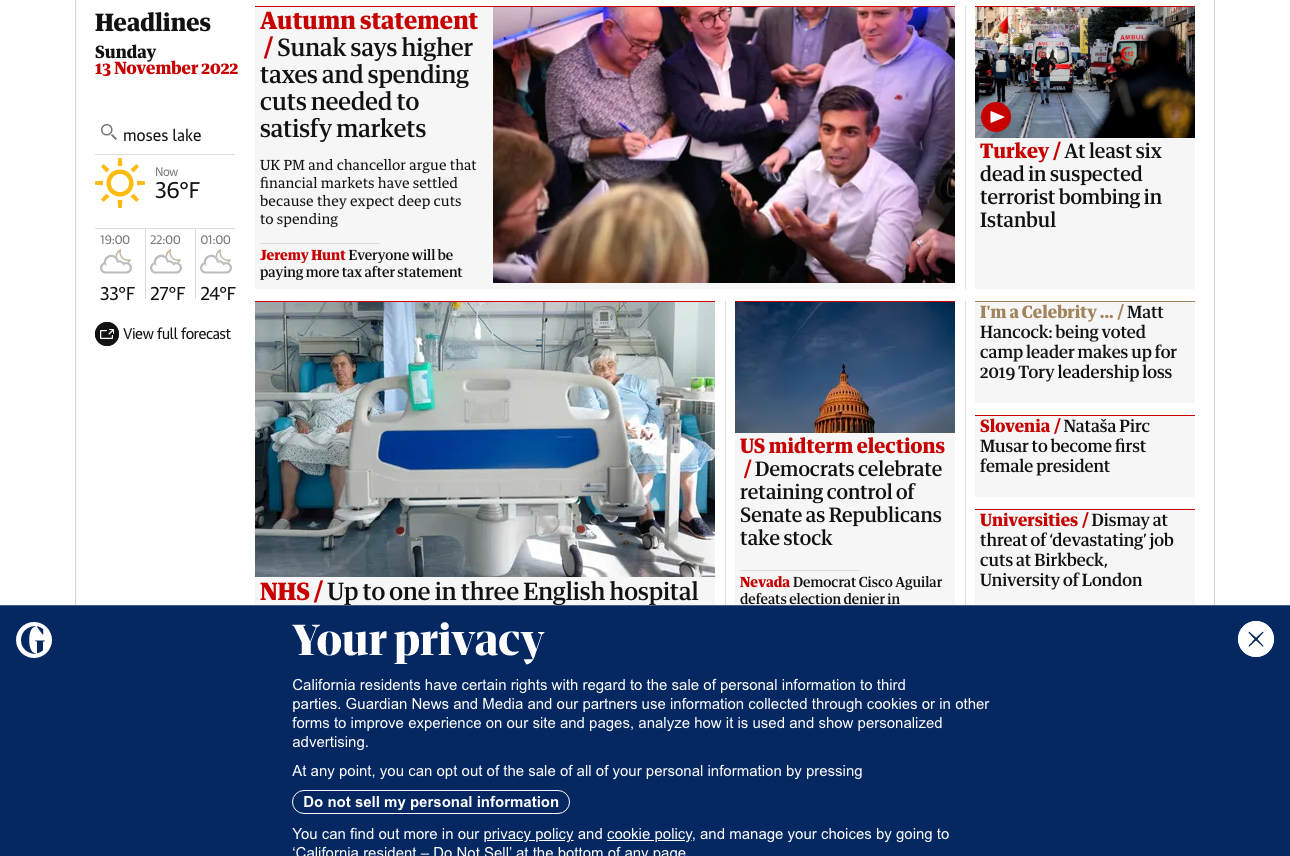 Headlines
Sunday
13 November 2022
moses lake
Now
36°F
19:00
22:00
01:00
33°F
27°F
24°F
View full forecast
Autumn statement
/ Sunak says higher
taxes and spending
cuts needed to
satisfy markets
UK PM and chancellor argue that
financial markets have settled
because they expect deep cuts
to spending
Jeremy Hunt Everyone will be
paying more tax after statement
AMBULANS
Turkey / At least six
dead in suspected
terrorist bombing in
Istanbul
NHS / Up to one in three English hospital
US midterm elections
/ Democrats celebrate
retaining control of
Senate as Republicans
take stock
Nevada Democrat Cisco Aguilar
defeats election denier in
I'm a Celebrity ... / Matt
Hancock: being voted
camp leader makes up for
2019 Tory leadership loss
Slovenia / Nataša Pirc
Musar to become first
female president
Universities / Dismay at
threat of ‘devastating’ job
cuts at Birkbeck,
University of London
G
Your privacy
California residents have certain rights with regard to the sale of personal information to third
parties. Guardian News and Media and our partners use information collected through cookies or in other
forms to improve experience on our site and pages, analyze how it is used and show personalized
advertising.
At any point, you can opt out of the sale of all of your personal information by pressing
Do not sell my personal information
You can find out more in our privacy policy and cookie policy, and manage your choices by going to
‘California resident – Do Not Sell’ at the bottom of any page.